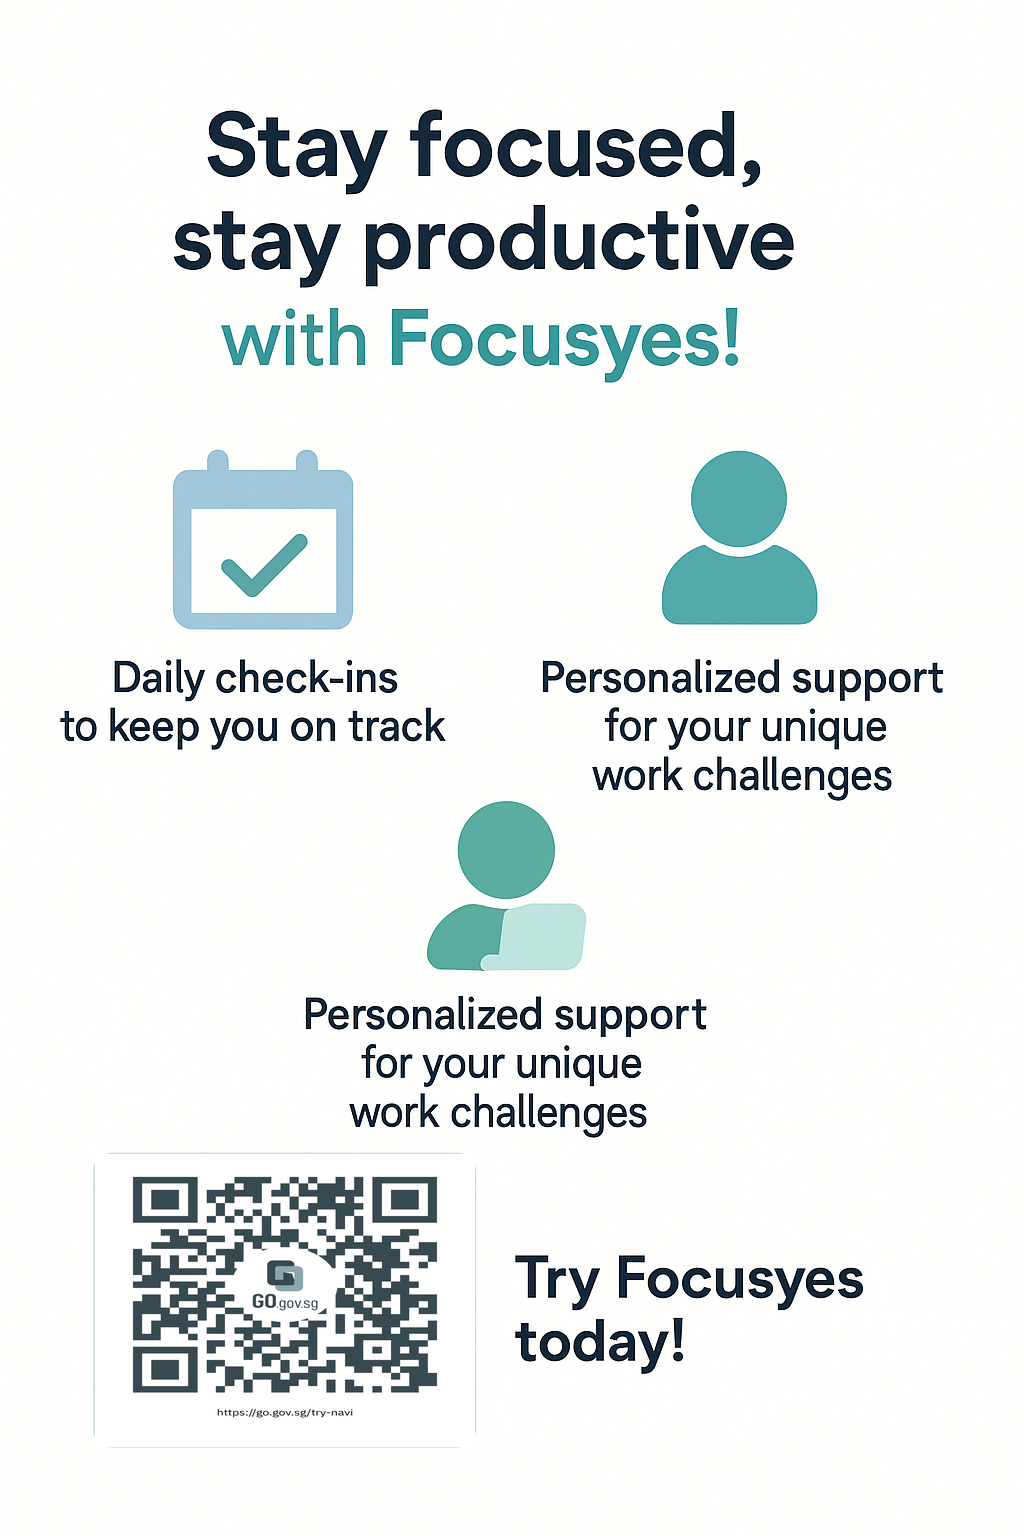 Stay focused,
stay productive
with Focusyes!
Daily check-ins
to keep you on track
Personalized support
for your unique
work challenges
Personalized support
for your unique
work challenges
GO.gov.sg
https://go.gov.sg/try-navi
Try Focusyes
today!